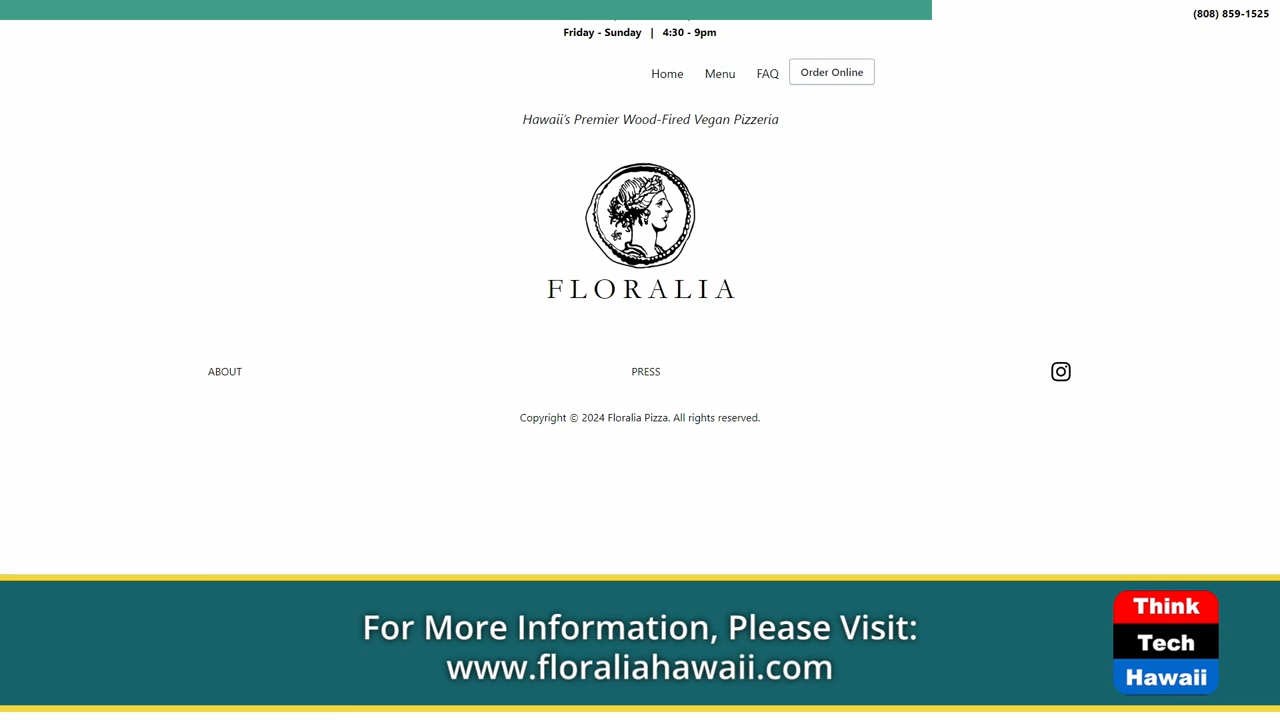 (808) 859-1525
Friday - Sunday | 4:30 - 9pm
Home Menu FAQ Order Online
Hawaii's Premier Wood-Fired Vegan Pizzeria
FLORALIA
ABOUT PRESS
Copyright © 2024 Floralia Pizza. All rights reserved.
For More Information, Please Visit:
www.floraliahawaii.com
Think
Tech
Hawaii